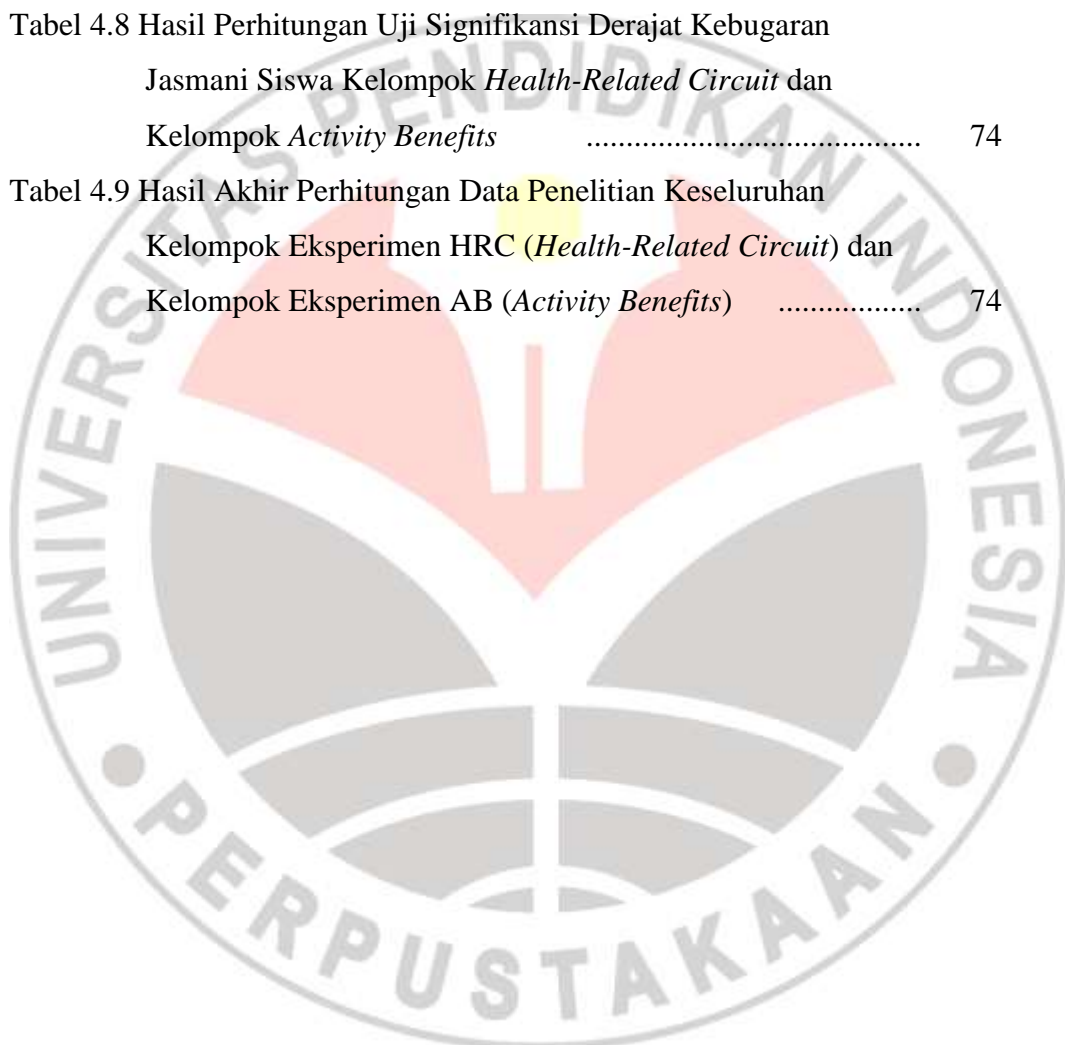 Tabel 4.8 Hasil Perhitungan Uji Signifikansi Derajat Kebugaran
Jasmani Siswa Kelompok Health-Related Circuit dan
Kelompok Activity Benefits .......................................... 74
Tabel 4.9 Hasil Akhir Perhitungan Data Penelitian Keseluruhan
Kelompok Eksperimen HRC (Health-Related Circuit) dan
Kelompok Eksperimen AB (Activity Benefits) .................. 74
UNIVERSITAS PENDIDIKAN INDONESIA
PERPUSTAKAAN